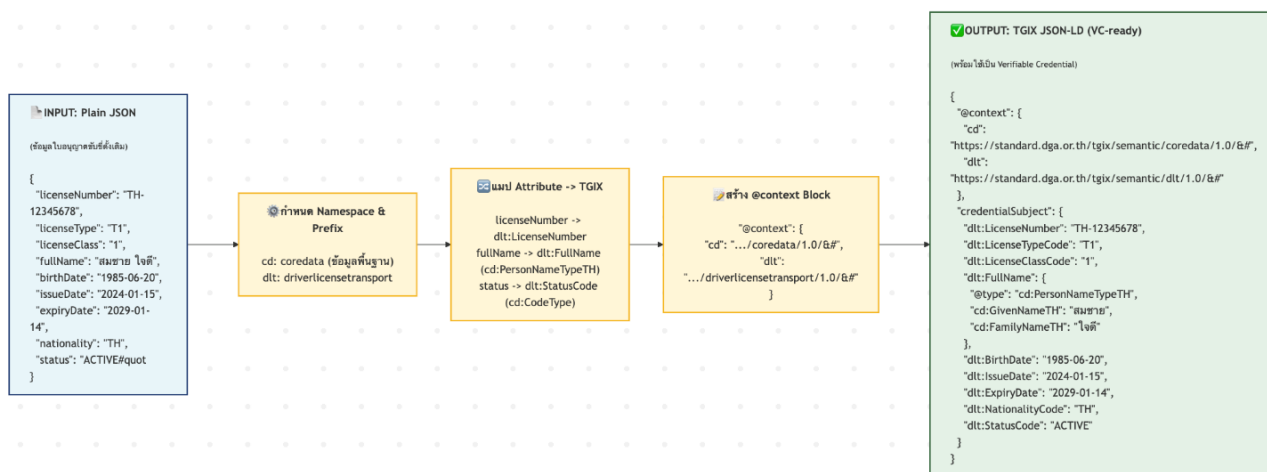 INPUT: Plain JSON
(ข้อมูลใบอนุญาตขับขี่ดั้งเดิม)
{
"licenseNumber": "TH-
12345678",
"licenseType": "T1",
"licenseClass": "1",
"fullName": "สมชาย ใจดี",
"birthDate": "1985-06-20",
"issueDate": "2024-01-15",
"expiryDate": "2029-01-
14",
"nationality": "TH",
"status": "ACTIVE#quot
}
กำหนด Namespace &
Prefix
cd: coredata (ข้อมูลพื้นฐาน)
dlt: driverlicensetransport
แมป Attribute -> TGIX
licenseNumber ->
dlt:LicenseNumber
fullName -> dlt:FullName
(cd:PersonNameTypeTH)
status -> dlt:StatusCode
(cd:CodeType)
สร้าง @context Block
"@context": {
"cd": ".../coredata/1.0/&#",
"dlt":
".../driverlicensetransport/1.0/&#"
}
OUTPUT: TGIX JSON-LD (VC-ready)
(พร้อมใช้เป็น Verifiable Credential)
{
"@context": {
"cd":
"https://standard.dga.or.th/tgix/semantic/coredata/1.0/&#",
"dlt":
"https://standard.dga.or.th/tgix/semantic/dlt/1.0/&#"
},
"credentialSubject": {
"dlt:LicenseNumber": "TH-12345678",
"dlt:LicenseTypeCode": "T1",
"dlt:LicenseClassCode": "1",
"dlt:FullName": {
"@type": "cd:PersonNameTypeTH",
"cd:GivenNameTH": "สมชาย",
"cd:FamilyNameTH": "ใจดี"
},
"dlt:BirthDate": "1985-06-20",
"dlt:IssueDate": "2024-01-15",
"dlt:ExpiryDate": "2029-01-14",
"dlt:NationalityCode": "TH",
"dlt:StatusCode": "ACTIVE"
}
}